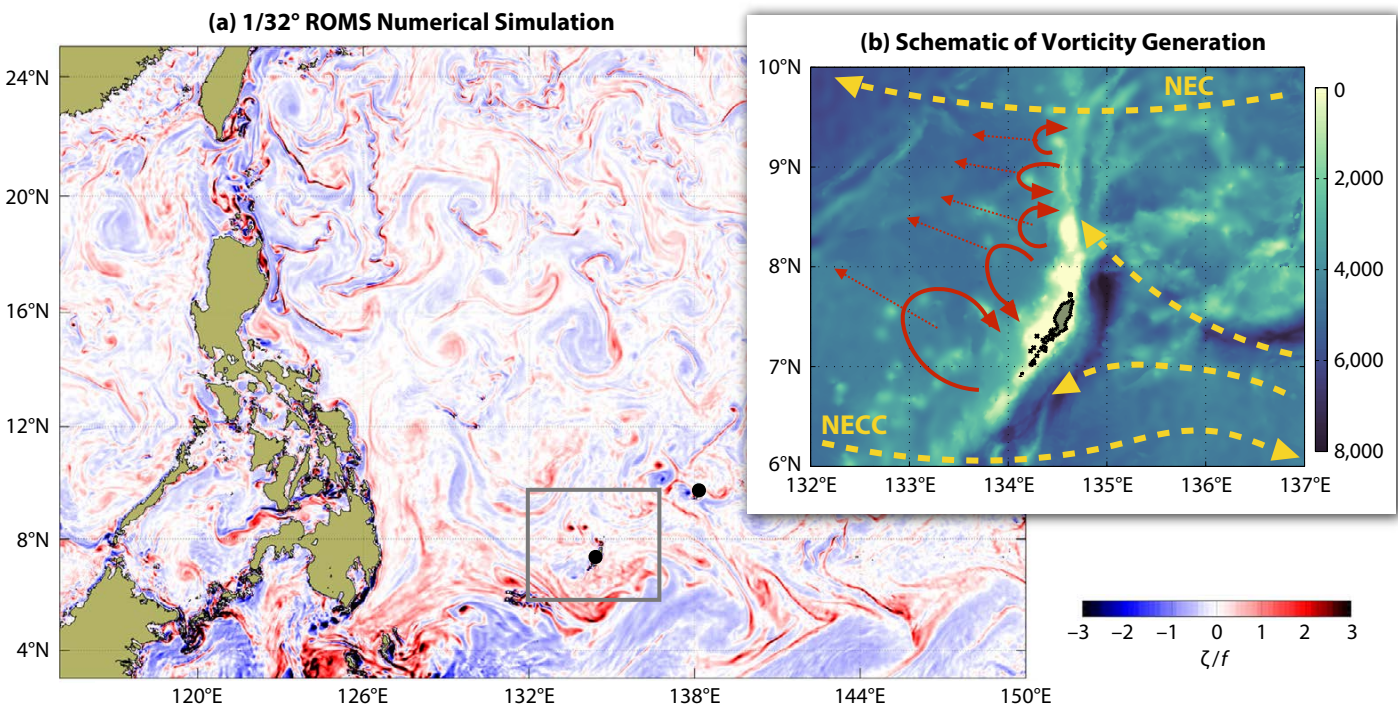 (a) 1/32° ROMS Numerical Simulation
24°N
20°N
16°N
12°N
8°N
4°N
120°E
126°E
132°E
138°E
144°E
150°E
(b) Schematic of Vorticity Generation
10°N
9°N
8°N
7°N
6°N
132°E
133°E
134°E
135°E
136°E
137°E
NEC
NECC
0
2,000
4,000
6,000
8,000
–3
–2
–1
0
1
2
3
ζ/f